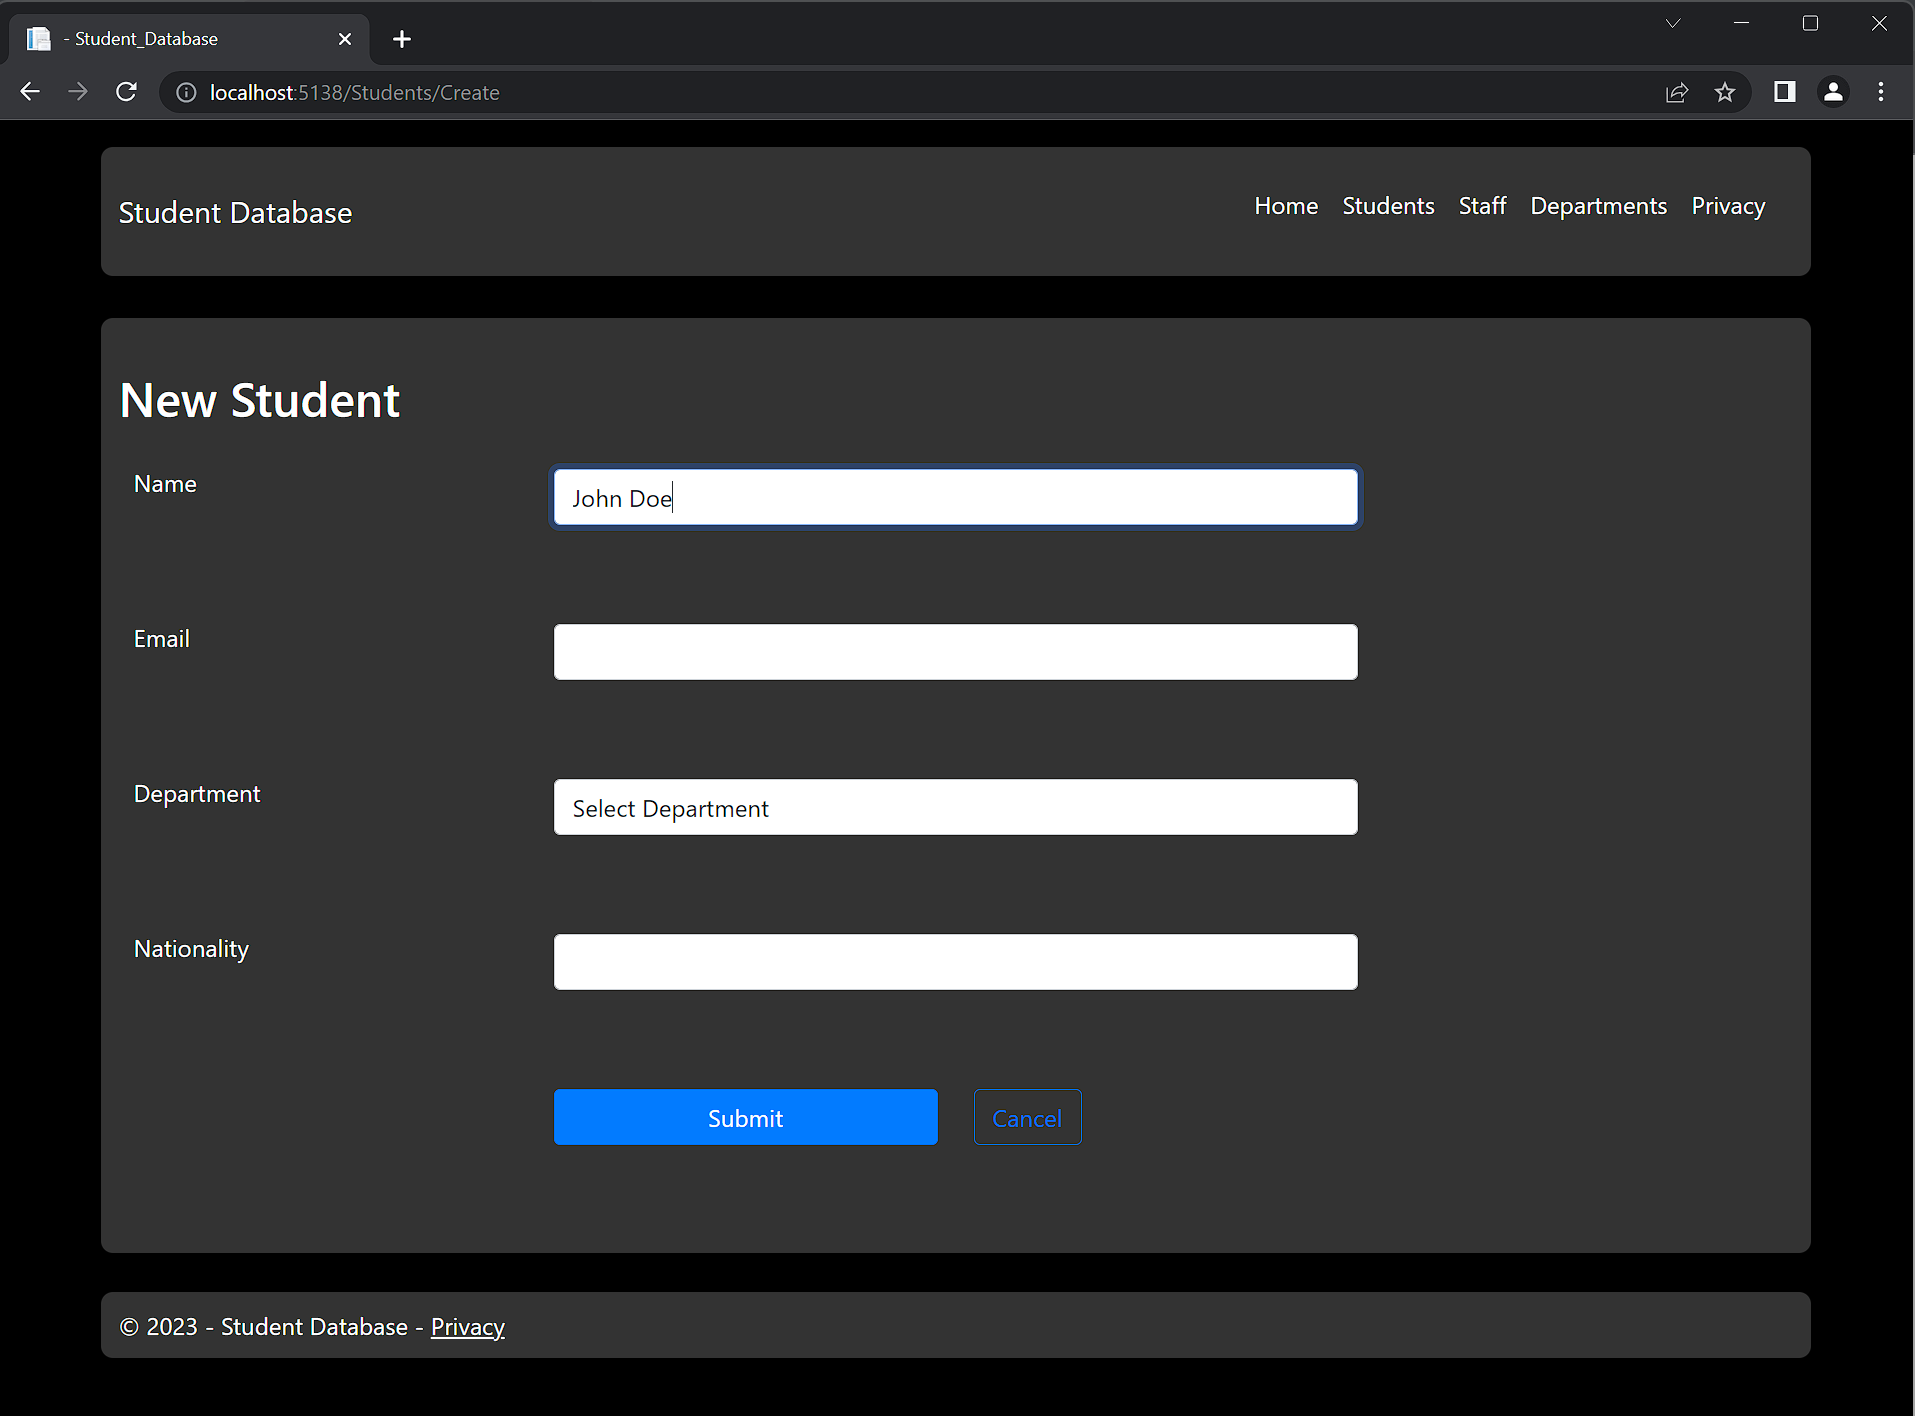 - Student_Database
localhost:5138/Students/Create
Student Database
Home Students Staff Departments Privacy
New Student
Name
John Doe
Email
Department
Select Department
Nationality
Submit Cancel
© 2023 - Student Database - Privacy